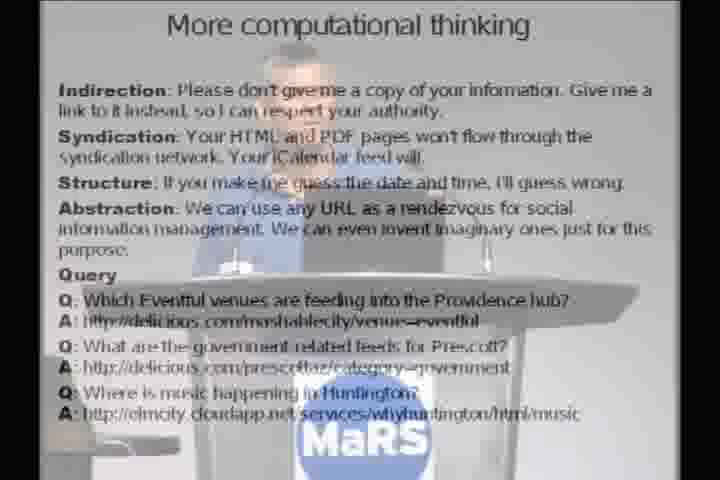 More computational thinking
Indirection: Please don't give me a copy of your information. Give me a
link to it instead, so I can respect your authority.
Syndication: Your HTML and PDF pages won't flow through the
syndication network. Your iCalendar feed will.
Structure: If you make me guess the date and time, I'll guess wrong.
Abstraction: We can use any URL as a rendezvous for social
information management. We can even invent imaginary ones just for this
purpose.
Query
Q: Which Eventful venues are feeding into the Providence hub?
A: http://delicious.com/mashablecity/venue=eventful
Q: What are the government related feeds for Prescott?
A: http://delicious.com/prescottaz/category=government
Q: Where is music happening in Huntington?
A: http://elmcity.cloudapp.net services/whyhuntington/html/music
MaRS